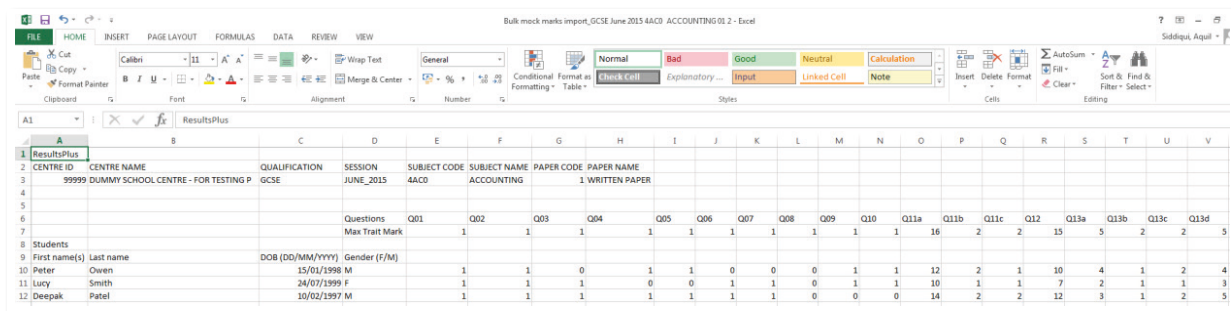 Bulk mock marks import_GCSE June 2015 4AC0 ACCOUNTING 01 2 - Excel
FILE HOME INSERT PAGE LAYOUT FORMULAS DATA REVIEW VIEW Siddiqui, Aquil
Paste Cut Copy Format Painter
Calibri 11 B I U
Wrap Text Merge & Center
General % ,
Conditional Formatting Format as Table
Normal Bad Good Neutral Calculation
Check Cell Explanatory ... Input Linked Cell Note
Insert Delete Format
AutoSum Fill Clear Sort & Filter Find & Select
Clipboard Font Alignment Number Styles Cells Editing
A1 fx ResultsPlus
A B C D E F G H I J K L M N O P Q R S T U V
1 ResultsPlus
2 CENTRE ID CENTRE NAME QUALIFICATION SESSION SUBJECT CODE SUBJECT NAME PAPER CODE PAPER NAME
3 99999 DUMMY SCHOOL CENTRE - FOR TESTING P GCSE JUNE_2015 4AC0 ACCOUNTING 1 WRITTEN PAPER
4
5
6 Questions Q01 Q02 Q03 Q04 Q05 Q06 Q07 Q08 Q09 Q10 Q11a Q11b Q11c Q12 Q13a Q13b Q13c Q13d
7 Max Trait Mark 1 1 1 1 1 1 1 1 1 1 16 2 2 15 5 2 2 5
8 Students
9 First name(s) Last name DOB (DD/MM/YYYY) Gender (F/M)
10 Peter Owen 15/01/1998 M 1 1 0 1 1 0 0 0 1 1 12 2 1 10 4 1 2 4
11 Lucy Smith 24/07/1999 F 1 1 1 0 0 1 1 0 1 1 10 1 1 7 2 1 1 3
12 Deepak Patel 10/02/1997 M 1 1 1 1 1 1 1 0 0 0 14 2 2 12 3 1 2 5